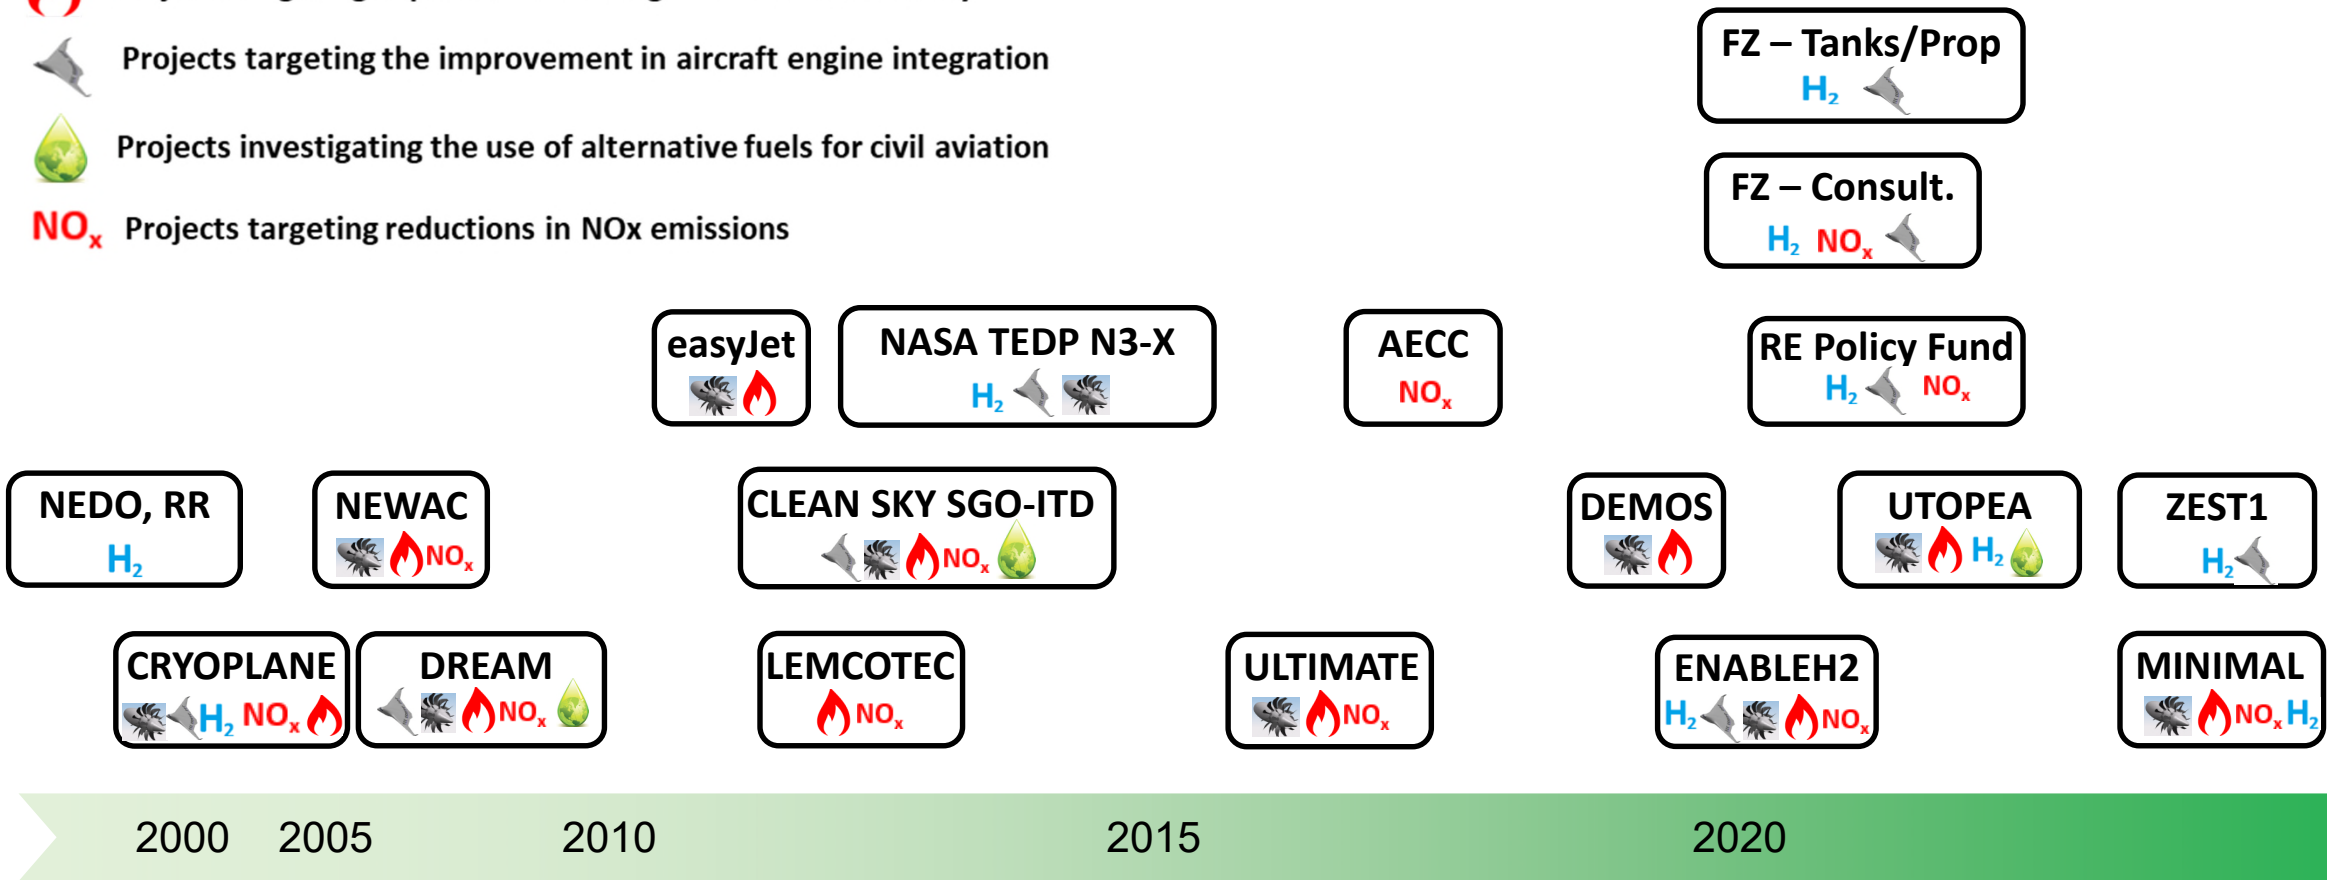 Projects targeting the improvement in aircraft engine integration
Projects investigating the use of alternative fuels for civil aviation
NOx Projects targeting reductions in NOx emissions
FZ – Tanks/Prop
H2
FZ – Consult.
H2 NOx
easyJet
NASA TEDP N3-X
H2
AECC
NOx
RE Policy Fund
H2 NOx
NEDO, RR
H2
NEWAC
NOx
CLEAN SKY SGO-ITD
NOx
DEMOS
UTOPEA
H2
ZEST1
H2
CRYOPLANE
H2 NOx
DREAM
NOx
LEMCOTEC
NOx
ULTIMATE
NOx
ENABLEH2
H2 NOx
MINIMAL
NOx H2
2000 2005 2010 2015 2020